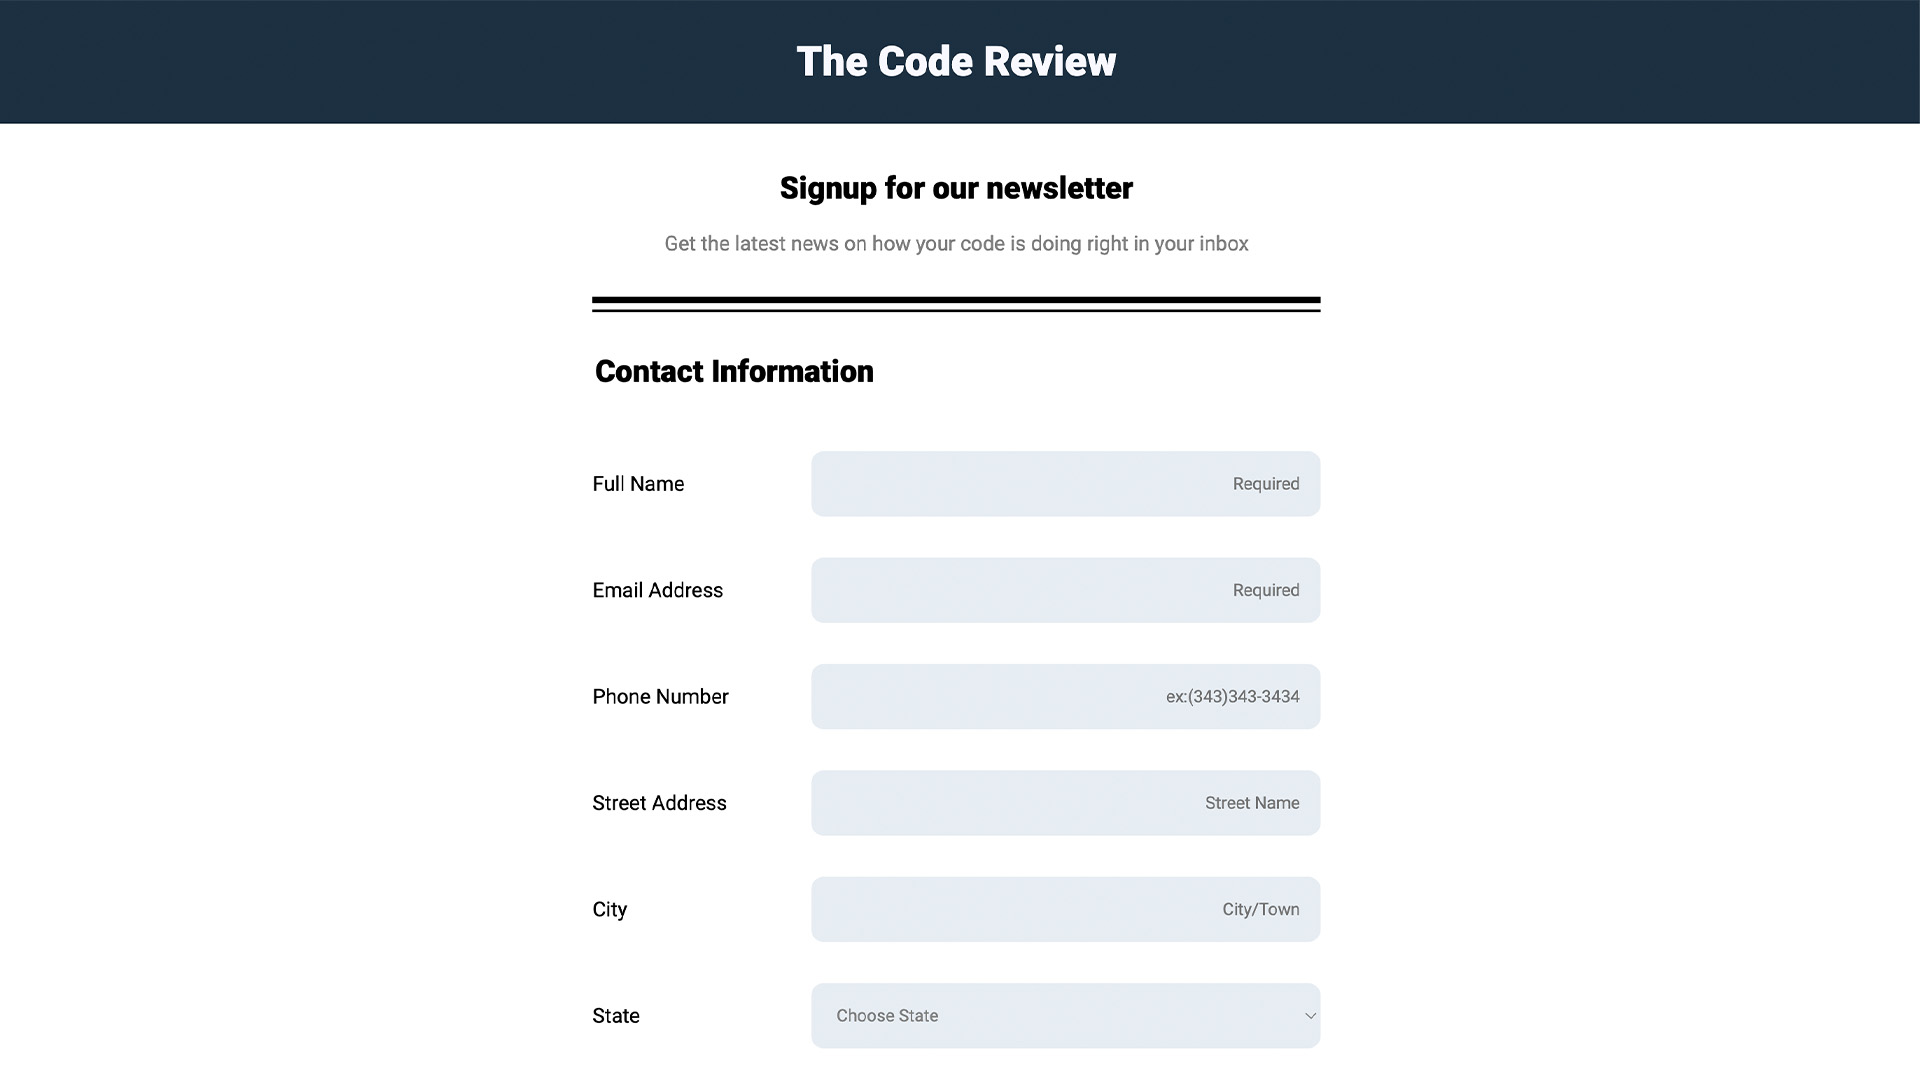 The Code Review
Signup for our newsletter
Get the latest news on how your code is doing right in your inbox
Contact Information
Full Name Required
Email Address Required
Phone Number ex:(343)343-3434
Street Address Street Name
City City/Town
State Choose State